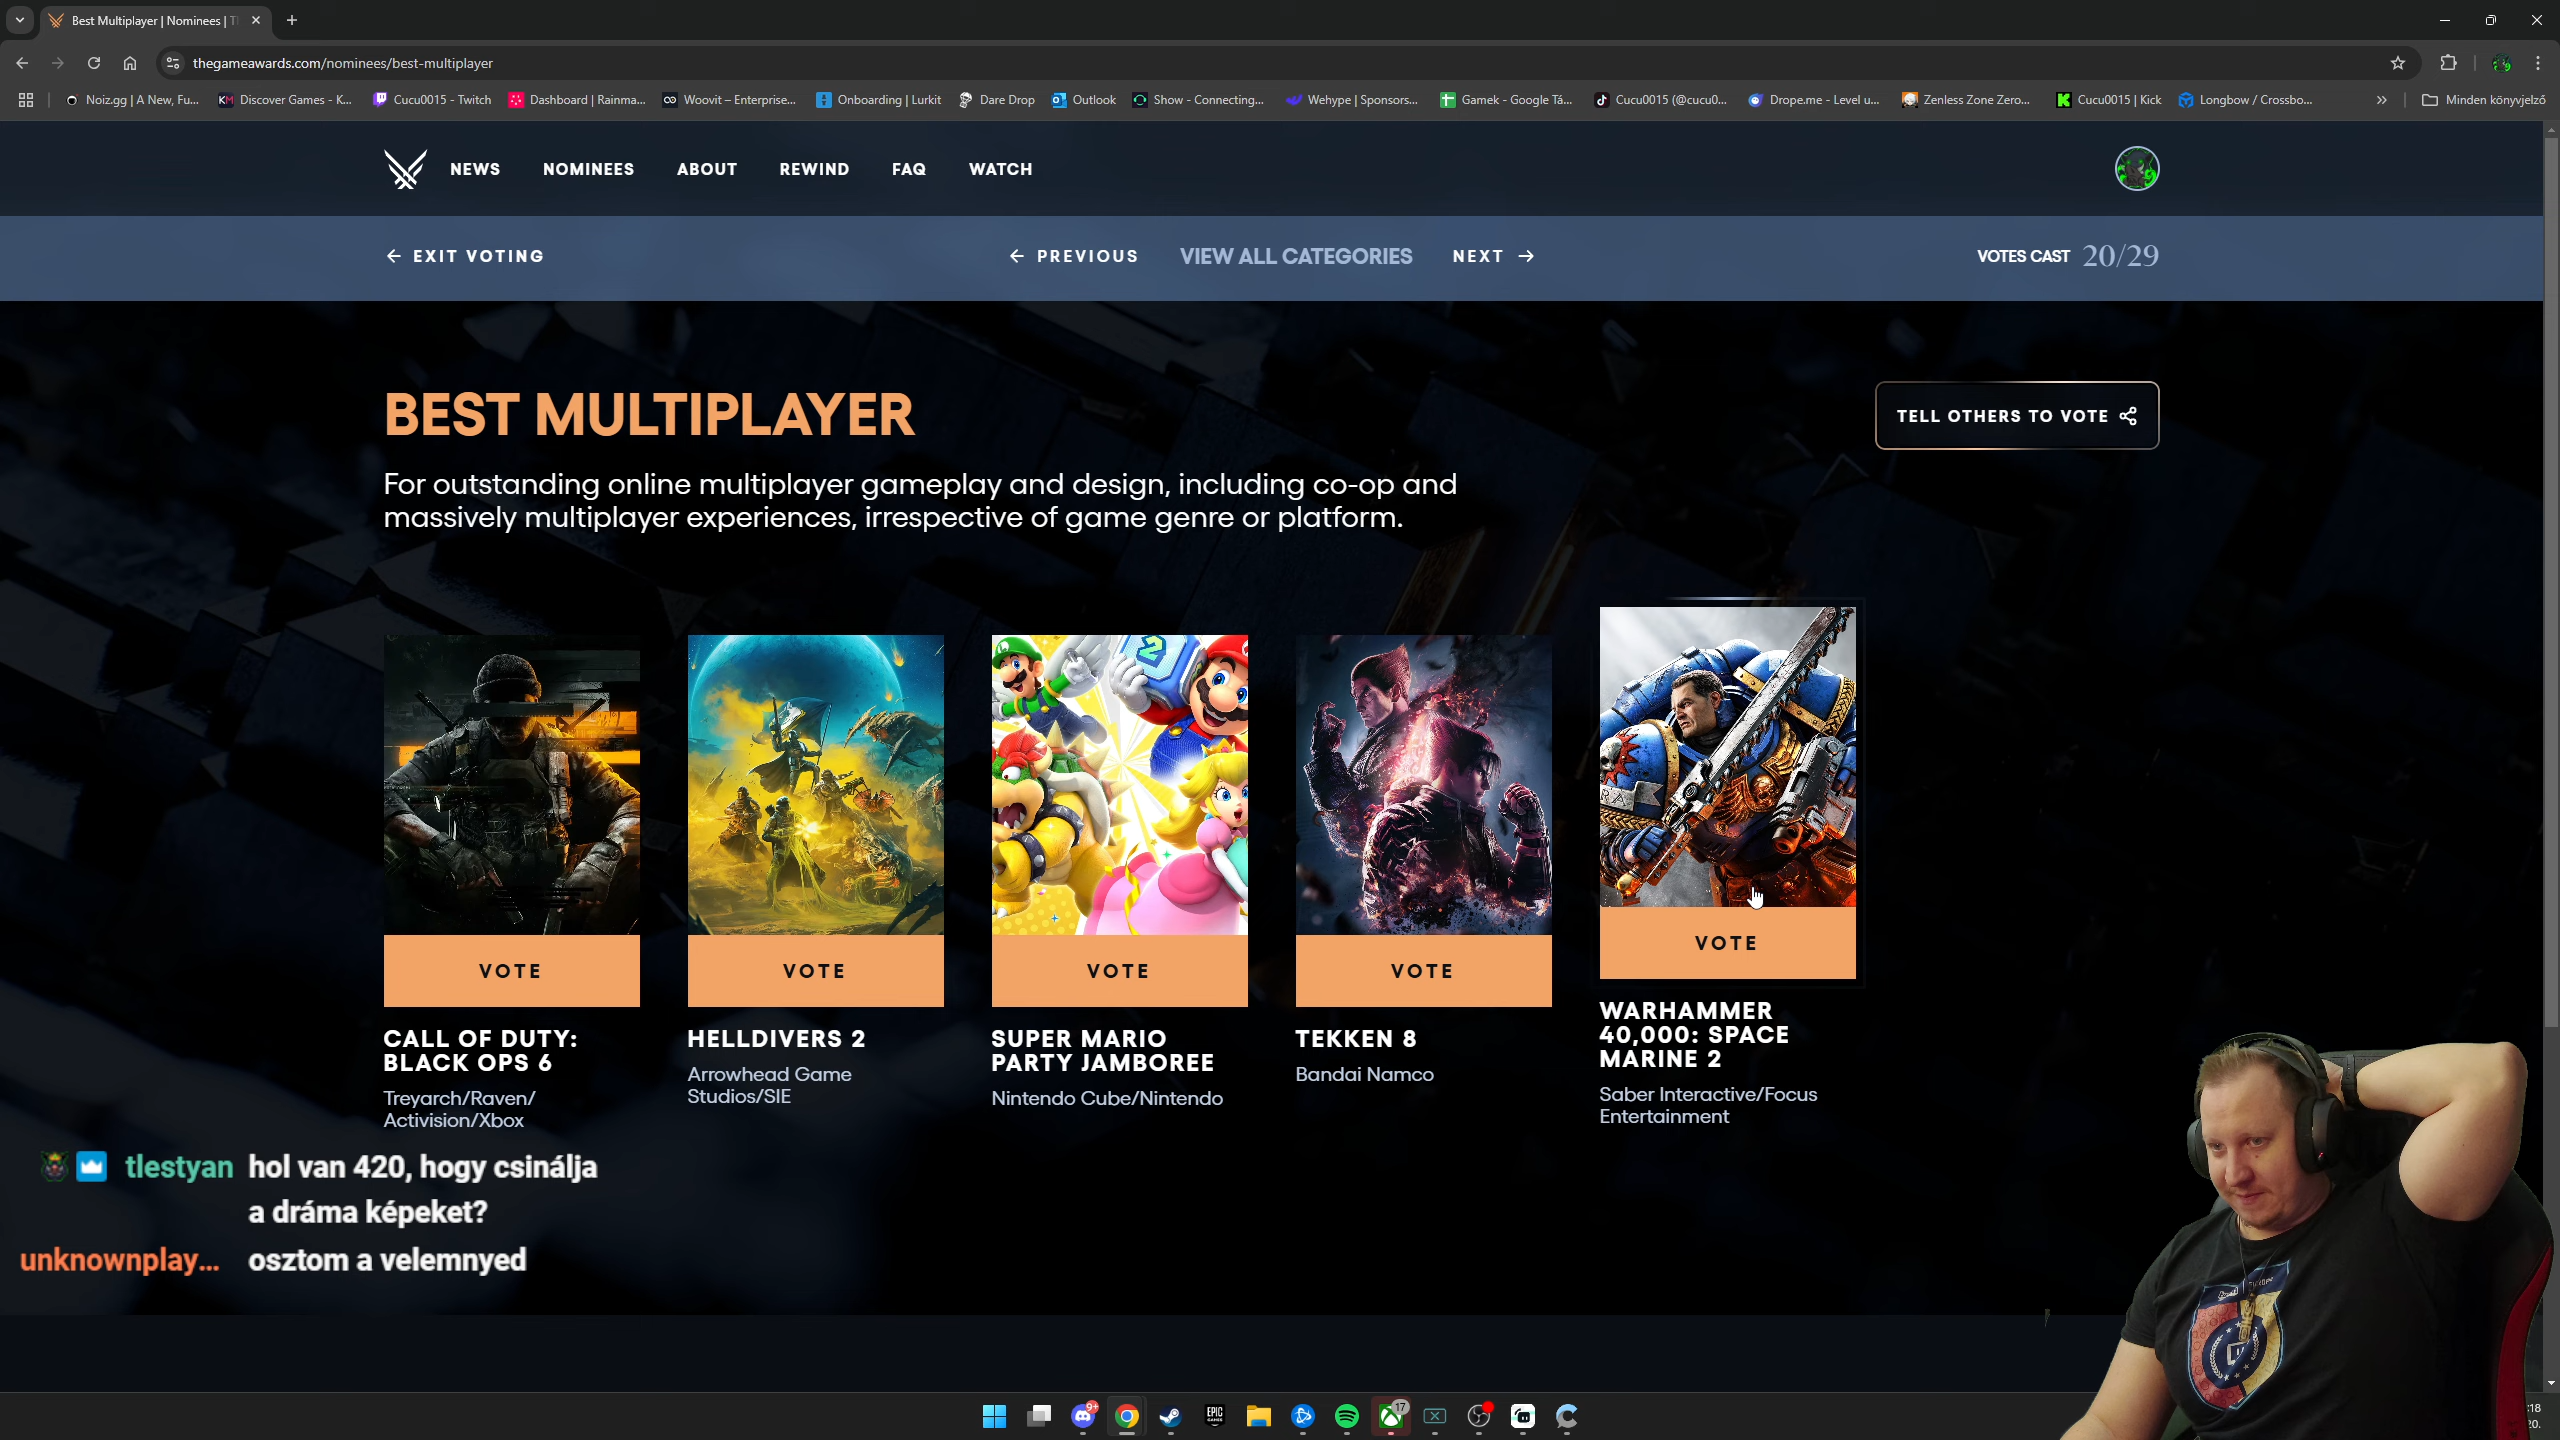 Best Multiplayer | Nominees | T
thegameawards.com/nominees/best-multiplayer
Noiz.gg | A New, Fu... Discover Games - K... Cucu0015 - Twitch Dashboard | Rainma... Woovit – Enterprise... Onboarding | Lurkit Dare Drop Outlook Show - Connecting... Wehype | Sponsors... Gamek - Google Tá... Cucu0015 (@cucu0... Drope.me - Level u... Zenless Zone Zero... Cucu0015 | Kick Longbow / Crossbo... » Minden könyvjelző
NEWS NOMINEES ABOUT REWIND FAQ WATCH
← EXIT VOTING ← PREVIOUS VIEW ALL CATEGORIES NEXT → VOTES CAST 20/29
BEST MULTIPLAYER
TELL OTHERS TO VOTE
For outstanding online multiplayer gameplay and design, including co-op and
massively multiplayer experiences, irrespective of game genre or platform.
VOTE VOTE VOTE VOTE VOTE
CALL OF DUTY:
BLACK OPS 6
Treyarch/Raven/
Activision/Xbox
HELLDIVERS 2
Arrowhead Game
Studios/SIE
SUPER MARIO
PARTY JAMBOREE
Nintendo Cube/Nintendo
TEKKEN 8
Bandai Namco
WARHAMMER
40,000: SPACE
MARINE 2
Saber Interactive/Focus
Entertainment
tlestyan hol van 420, hogy csinálja
a dráma képeket?
unknownplay... osztom a velemnyed
9+
EPIC
GAMES
17
:18
20.